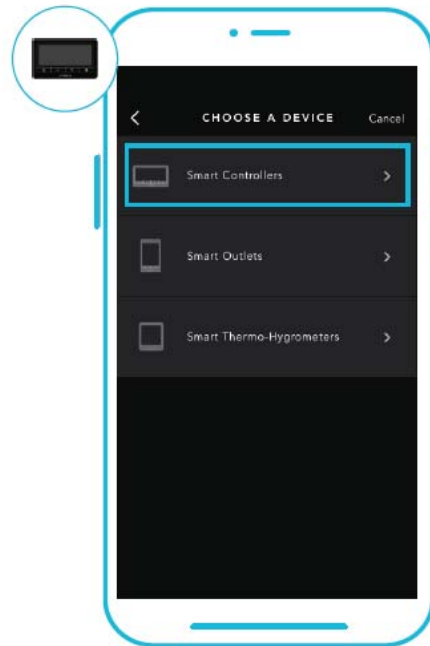 CHOOSE A DEVICE Cancel
Smart Controllers
Smart Outlets
Smart Thermo-Hygrometers